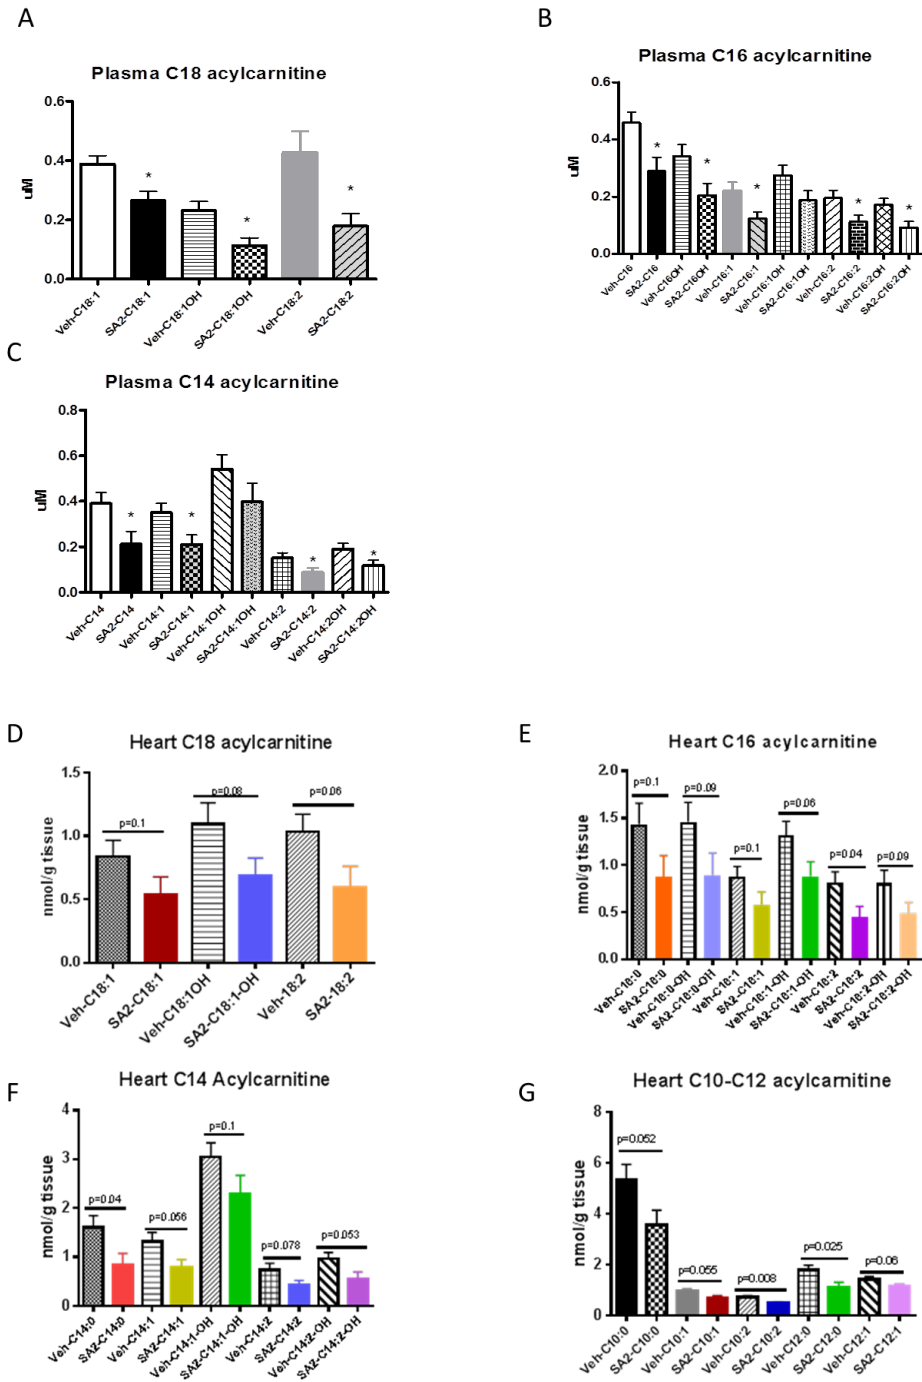 A
Plasma C18 acylcarnitine
0.6
0.4
0.2
0.0
uM
*
*
*
Veh-C18:1
SA2-C18:1
Veh-C18:1OH
SA2-C18:1OH
Veh-C18:2
SA2-C18:2
B
Plasma C16 acylcarnitine
0.6
0.4
0.2
0.0
uM
*
*
*
*
*
Veh-C16
SA2-C16
Veh-C16OH
SA2-C16OH
Veh-C16:1
SA2-C16:1
Veh-C16:1OH
SA2-C16:1OH
Veh-C16:2
SA2-C16:2
Veh-C16:2OH
SA2-C16:2OH
C
Plasma C14 acylcarnitine
0.8
0.6
0.4
0.2
0.0
uM
*
*
*
*
Veh-C14
SA2-C14
Veh-C14:1
SA2-C14:1
Veh-C14:1OH
SA2-C14:1OH
Veh-C14:2
SA2-C14:2
Veh-C14:2OH
SA2-C14:2OH
D
Heart C18 acylcarnitine
1.5
1.0
0.5
0.0
nmol/g tissue
p=0.1
p=0.08
p=0.06
Veh-C18:1
SA2-C18:1
Veh-C18:1OH
SA2-C18:1-OH
Veh-18:2
SA2-18:2
E
Heart C16 acylcarnitine
2.0
1.5
1.0
0.5
0.0
nmol/g tissue
p=0.1
p=0.09
p=0.1
p=0.06
p=0.04
p=0.09
Veh-C16:0
SA2-C16:0
Veh-C16:0-OH
SA2-C16:0-OH
Veh-C16:1
SA2-C16:1
Veh-C16:1-OH
SA2-C16:1-OH
Veh-C16:2
SA2-C16:2
Veh-C16:2-OH
SA2-C16:2-OH
F
Heart C14 Acylcarnitine
4
3
2
1
0
nmol/g tissue
p=0.04
p=0.056
p=0.1
p=0.078
p=0.053
Veh-C14:0
SA2-C14:0
Veh-C14:1
SA2-C14:1
Veh-C14:1-OH
SA2-C14:1-OH
Veh-C14:2
SA2-C14:2
Veh-C14:2-OH
SA2-C14:2-OH
G
Heart C10-C12 acylcarnitine
8
6
4
2
0
nmol/g tissue
p=0.052
p=0.055
p=0.008
p=0.025
p=0.06
Veh-C10:0
SA2-C10:0
Veh-C10:1
SA2-C10:1
Veh-C10:2
SA2-C10:2
Veh-C12:0
SA2-C12:0
Veh-C12:1
SA2-C12:1